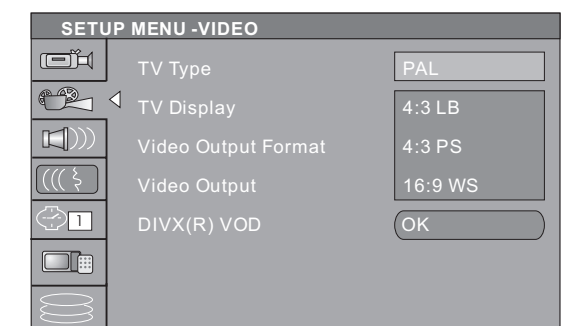 SETUP MENU -VIDEO
TV Type PAL
TV Display 4:3 LB
Video Output Format 4:3 PS
Video Output 16:9 WS
DIVX(R) VOD OK
1